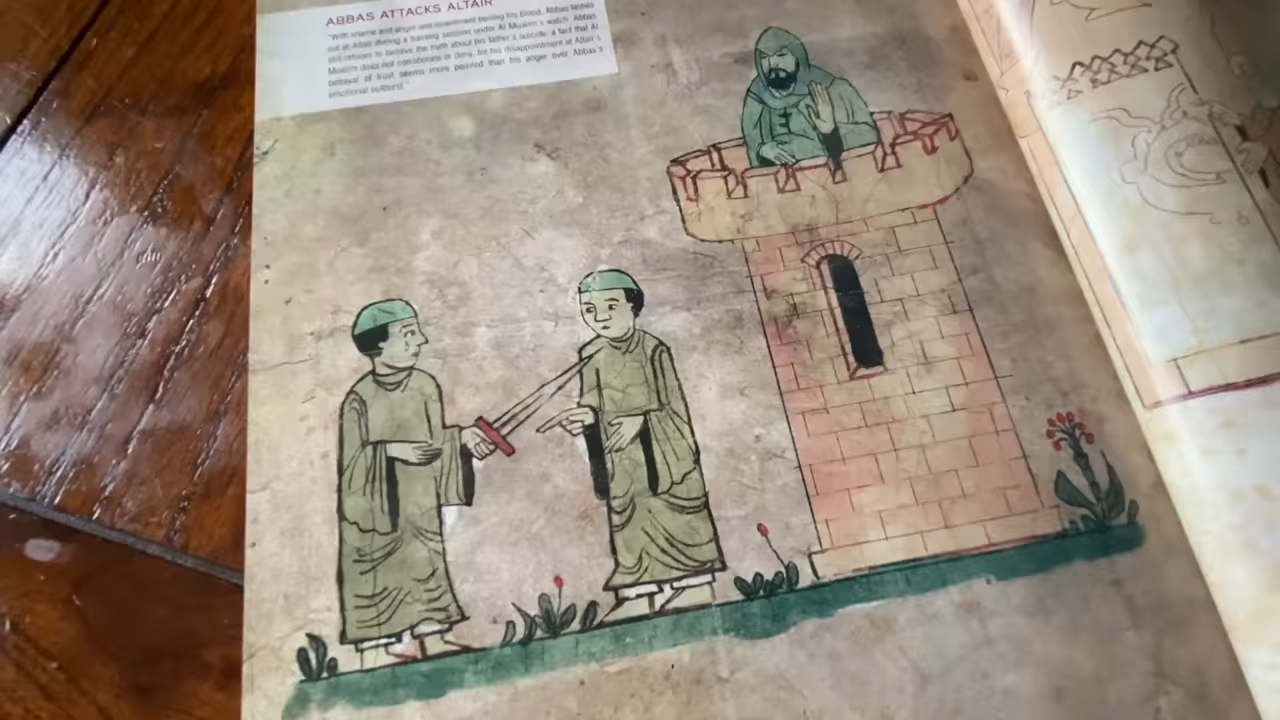 ABBAS ATTACKS ALTAIR
"With shame and anger and resentment boiling his blood, Abbas lashes
out at Altair during a training session under Al Mualim's watch. Abbas
still refuses to believe the truth about his father's suicide, a fact that Al
Mualim does not corroborate or deny, for his disappointment at Altair's
betrayal of trust seems more pointed than his anger over Abbas's
emotional outburst."